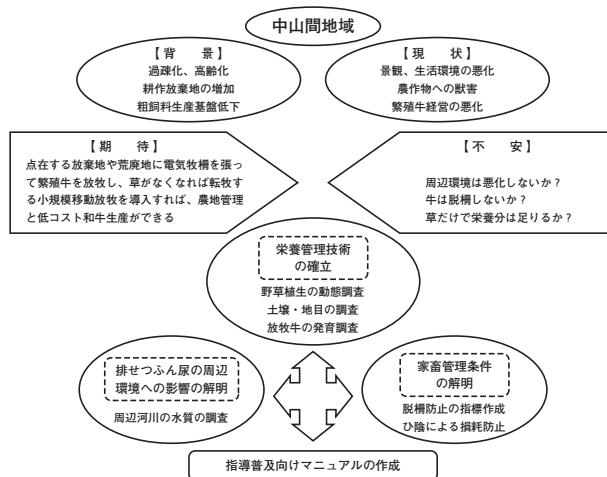 中山間地域
【背　景】
過疎化、高齢化
耕作放棄地の増加
粗飼料生産基盤低下
【現　状】
景観、生活環境の悪化
農作物への獣害
繁殖牛経営の悪化
【期　待】
点在する放棄地や荒廃地に電気牧柵を張っ
て繁殖牛を放牧し、草がなくなれば転牧す
る小規模移動放牧を導入すれば、農地管理
と低コスト和牛生産ができる
【不　安】
周辺環境は悪化しないか？
牛は脱柵しないか？
草だけで栄養分は足りるか？
栄養管理技術
の確立
野草植生の動態調査
土壌・地目の調査
放牧牛の発育調査
排せつふん尿の周辺
環境への影響の解明
周辺河川の水質の調査
家畜管理条件
の解明
脱柵防止の指標作成
ひ陰による損耗防止
指導普及向けマニュアルの作成